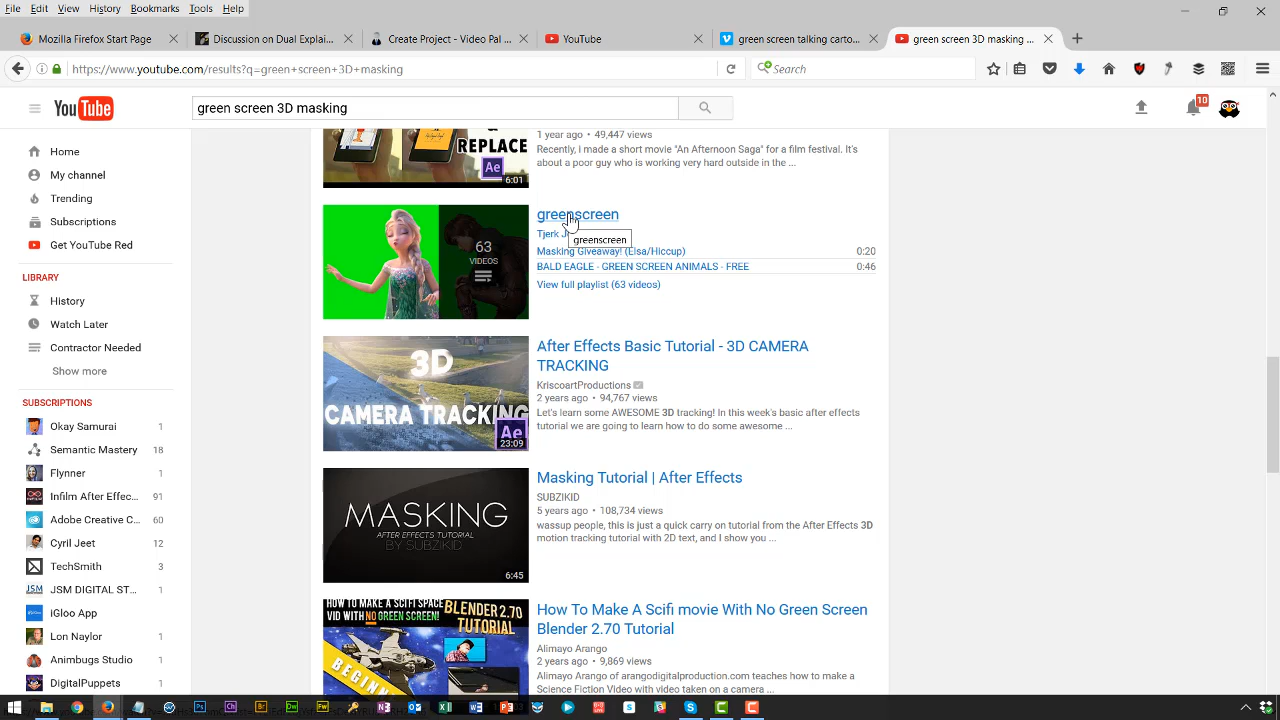 File Edit View History Bookmarks Tools Help
Mozilla Firefox Start Page
Discussion on Dual Explai...
Create Project - Video Pal ...
YouTube
green screen talking carto...
green screen 3D masking ...
https://www.youtube.com/results?q=green+screen+3D+masking
Search
YouTube
green screen 3D masking
10
Home
My channel
Trending
Subscriptions
Get YouTube Red
LIBRARY
History
Watch Later
Contractor Needed
Show more
SUBSCRIPTIONS
Okay Samurai 1
Semantic Mastery 18
Flynner 1
Infilm After Effec... 91
Adobe Creative C... 60
Cyril Jeet 12
TechSmith 3
JSM DIGITAL ST... 1
iGloo App 1
Lon Naylor 1
Animbugs Studio 1
DigitalPuppets 1
REPLACE
Ae
6:01
1 year ago • 49,447 views
Recently, i made a short movie "An Afternoon Saga" for a film festival. It's
about a poor guy who is working very hard outside in the ...
63
VIDEOS
greenscreen
Tjerk
greenscreen
Masking Giveaway! (Elsa/Hiccup) 0:20
BALD EAGLE - GREEN SCREEN ANIMALS - FREE 0:46
View full playlist (63 videos)
3D
CAMERA TRACKING
Ae
23:09
After Effects Basic Tutorial - 3D CAMERA
TRACKING
KriscoartProductions
2 years ago • 94,767 views
Let's learn some AWESOME 3D tracking! In this week's basic after effects
tutorial we are going to learn how to do some awesome ...
MASKING
AFTER EFFECTS TUTORIAL
BY SUBZIKID
6:45
Masking Tutorial | After Effects
SUBZIKID
5 years ago • 108,734 views
wassup people, this is just a quick carry on tutorial from the After Effects 3D
motion tracking tutorial with 2D text, and I show you ...
HOW TO MAKE A SCIFI SPACE
VID WITH NO GREEN SCREEN!
BLENDER 2.70
TUTORIAL
How To Make A Scifi movie With No Green Screen
Blender 2.70 Tutorial
Alimayo Arango
2 years ago • 9,869 views
Alimayo Arango of arangodigitalproduction.com teaches how to make a
Science Fiction Video with video taken on a camera ...